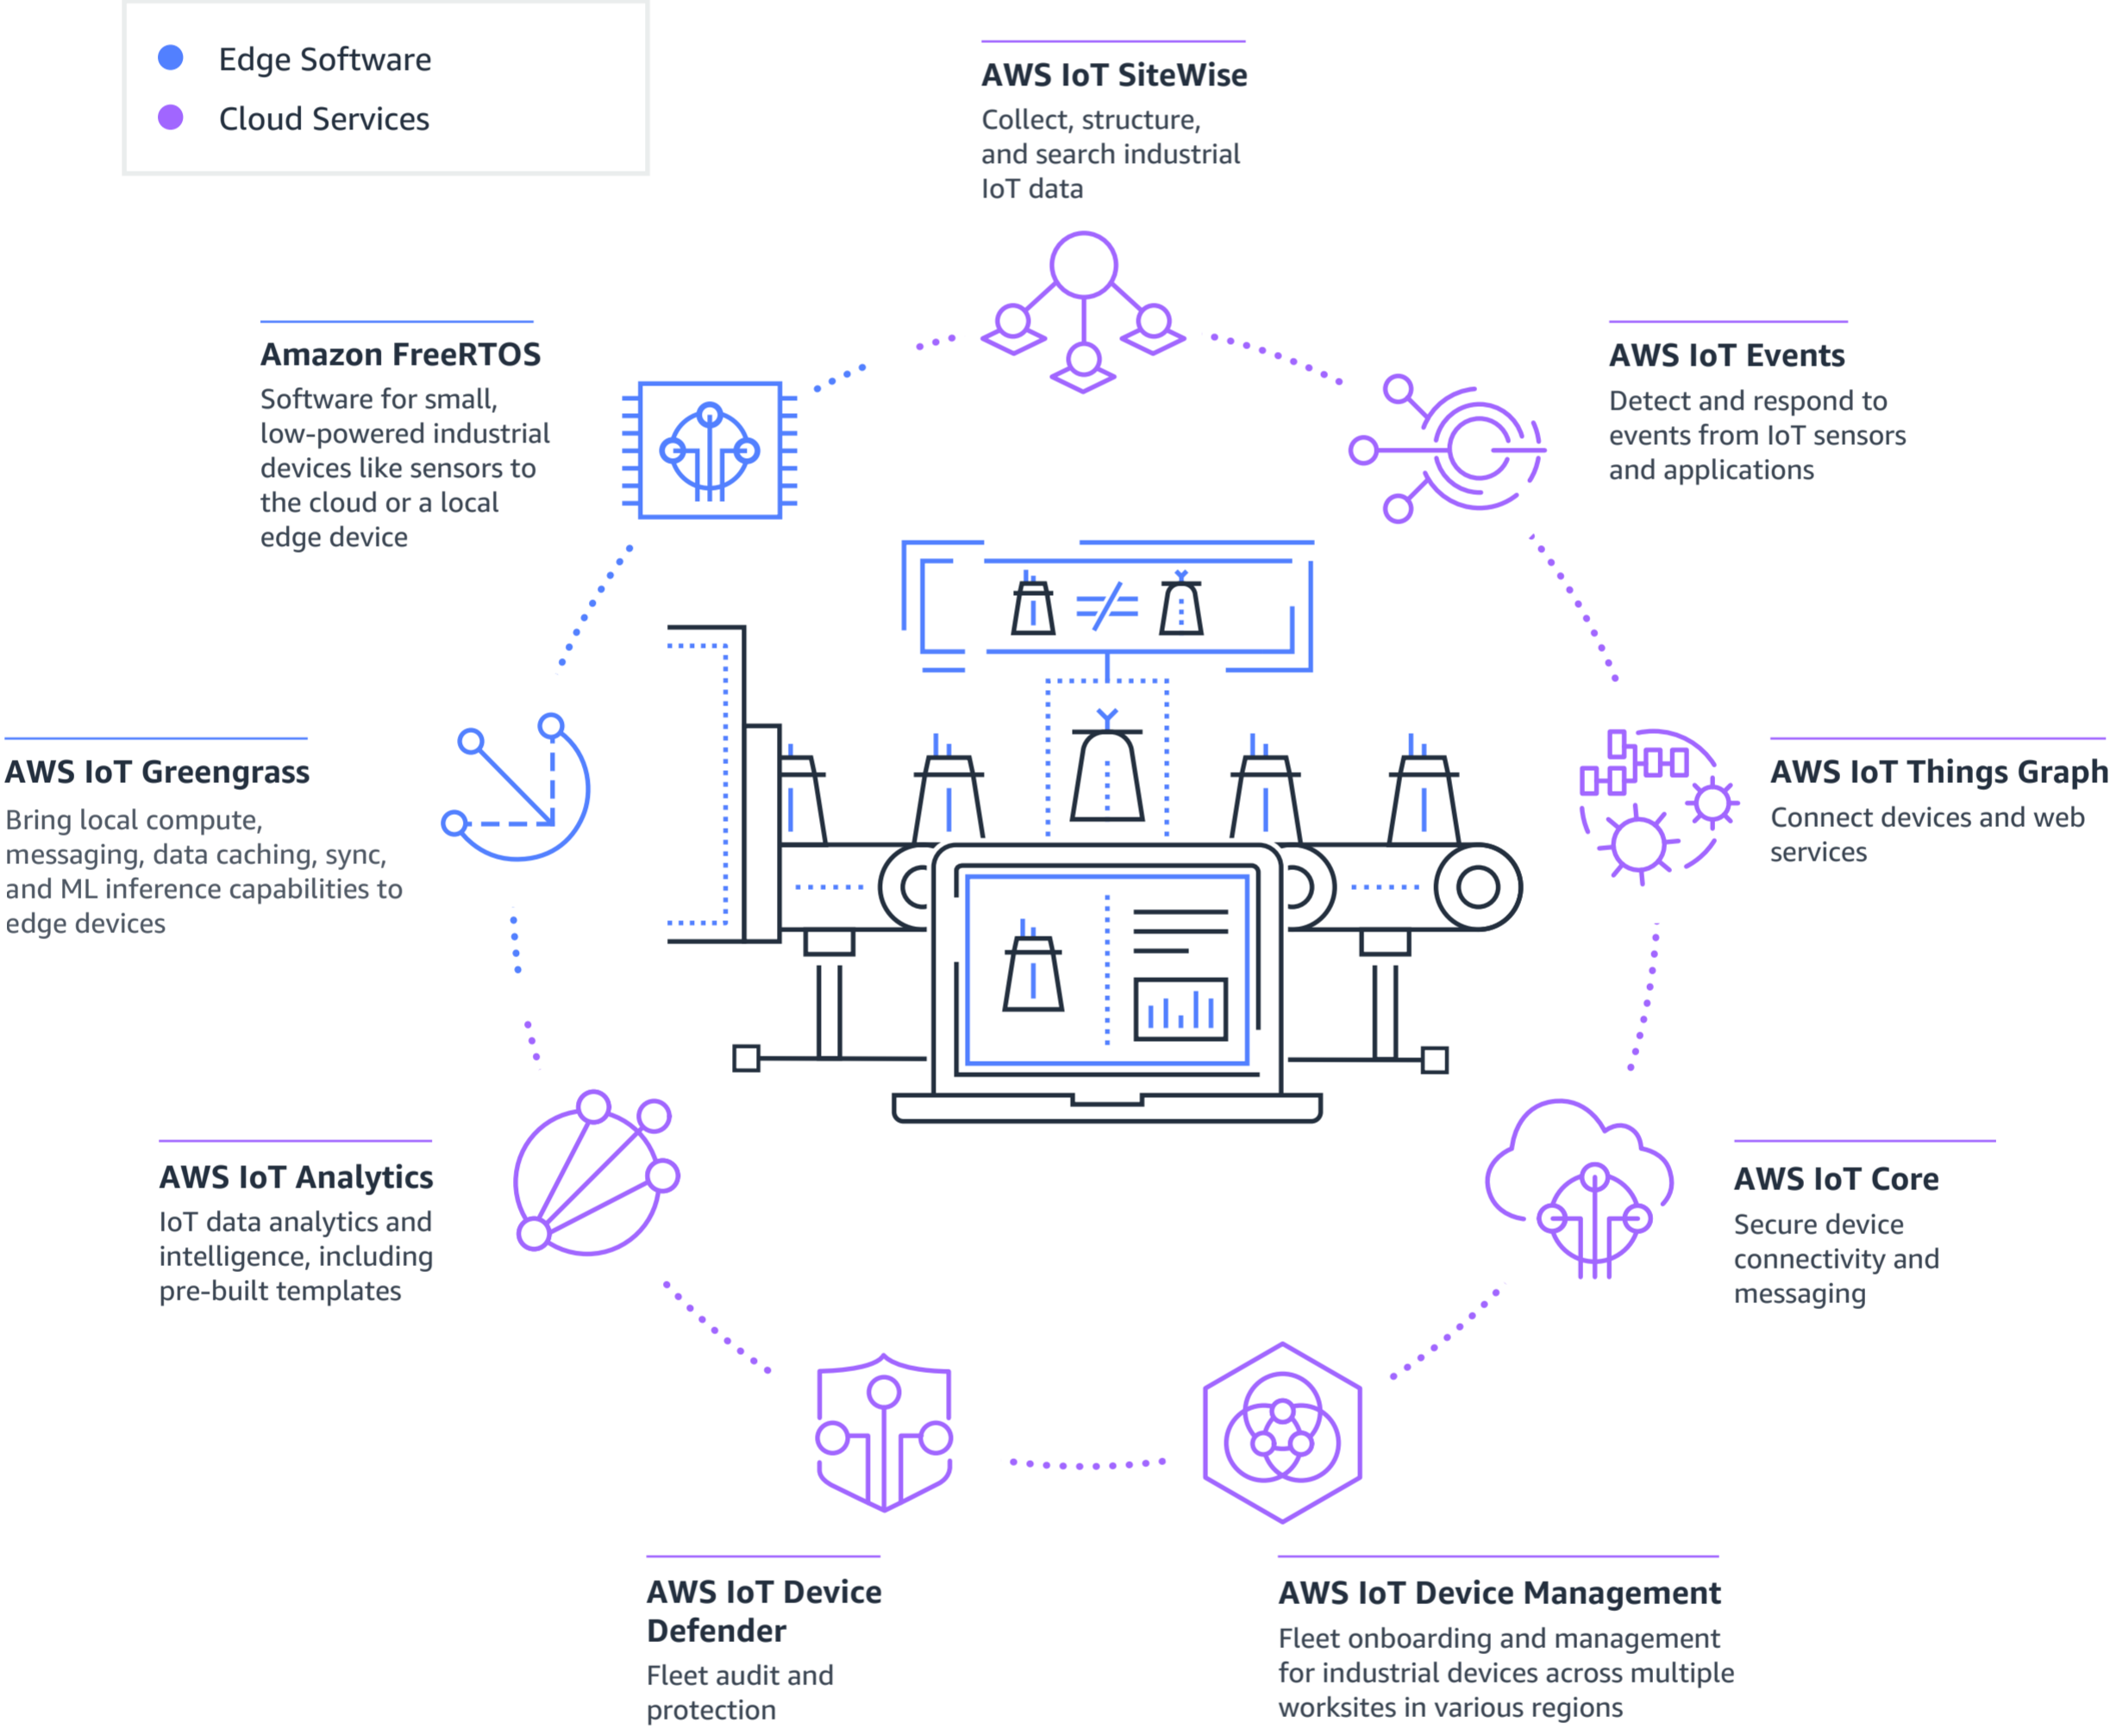 Edge Software
Cloud Services
AWS IoT SiteWise
Collect, structure,
and search industrial
IoT data
Amazon FreeRTOS
Software for small,
low-powered industrial
devices like sensors to
the cloud or a local
edge device
AWS IoT Events
Detect and respond to
events from IoT sensors
and applications
AWS IoT Greengrass
Bring local compute,
messaging, data caching, sync,
and ML inference capabilities to
edge devices
AWS IoT Things Graph
Connect devices and web
services
AWS IoT Analytics
IoT data analytics and
intelligence, including
pre-built templates
AWS IoT Core
Secure device
connectivity and
messaging
AWS IoT Device
Defender
Fleet audit and
protection
AWS IoT Device Management
Fleet onboarding and management
for industrial devices across multiple
worksites in various regions